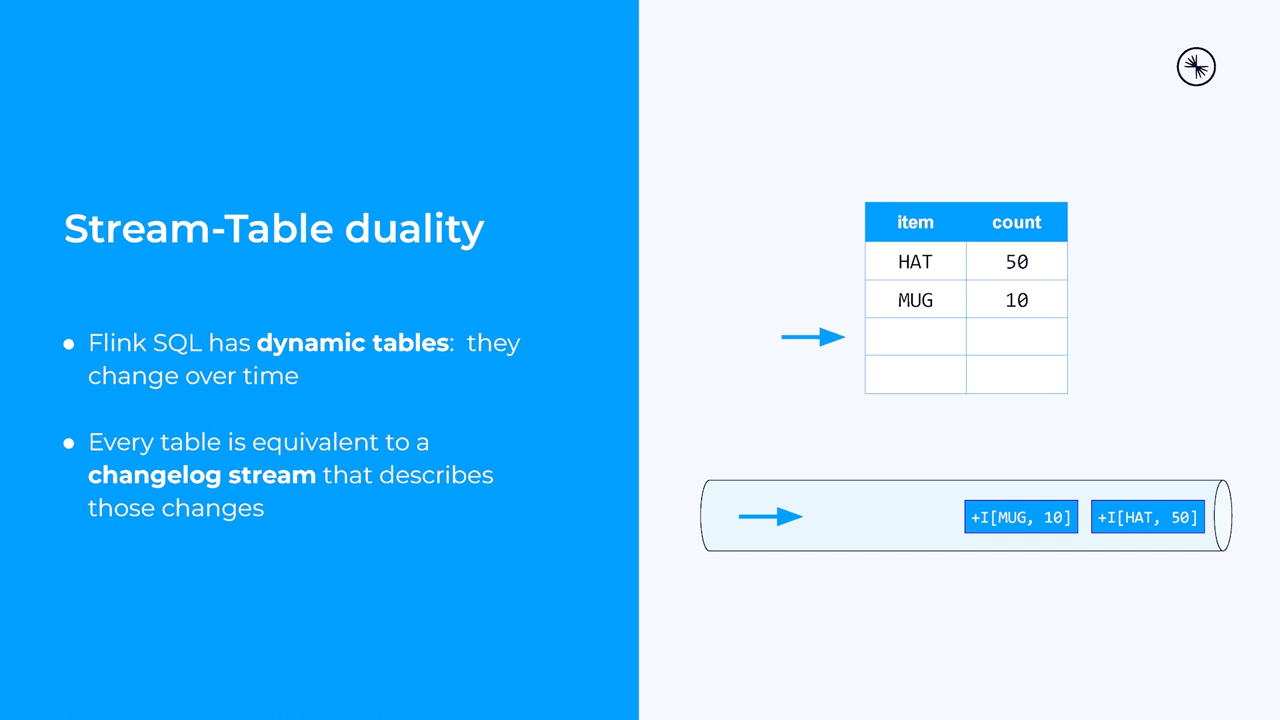 Stream-Table duality
● Flink SQL has dynamic tables:  they
change over time
● Every table is equivalent to a
changelog stream that describes
those changes
item count
HAT 50
MUG 10
+I[MUG, 10] +I[HAT, 50]